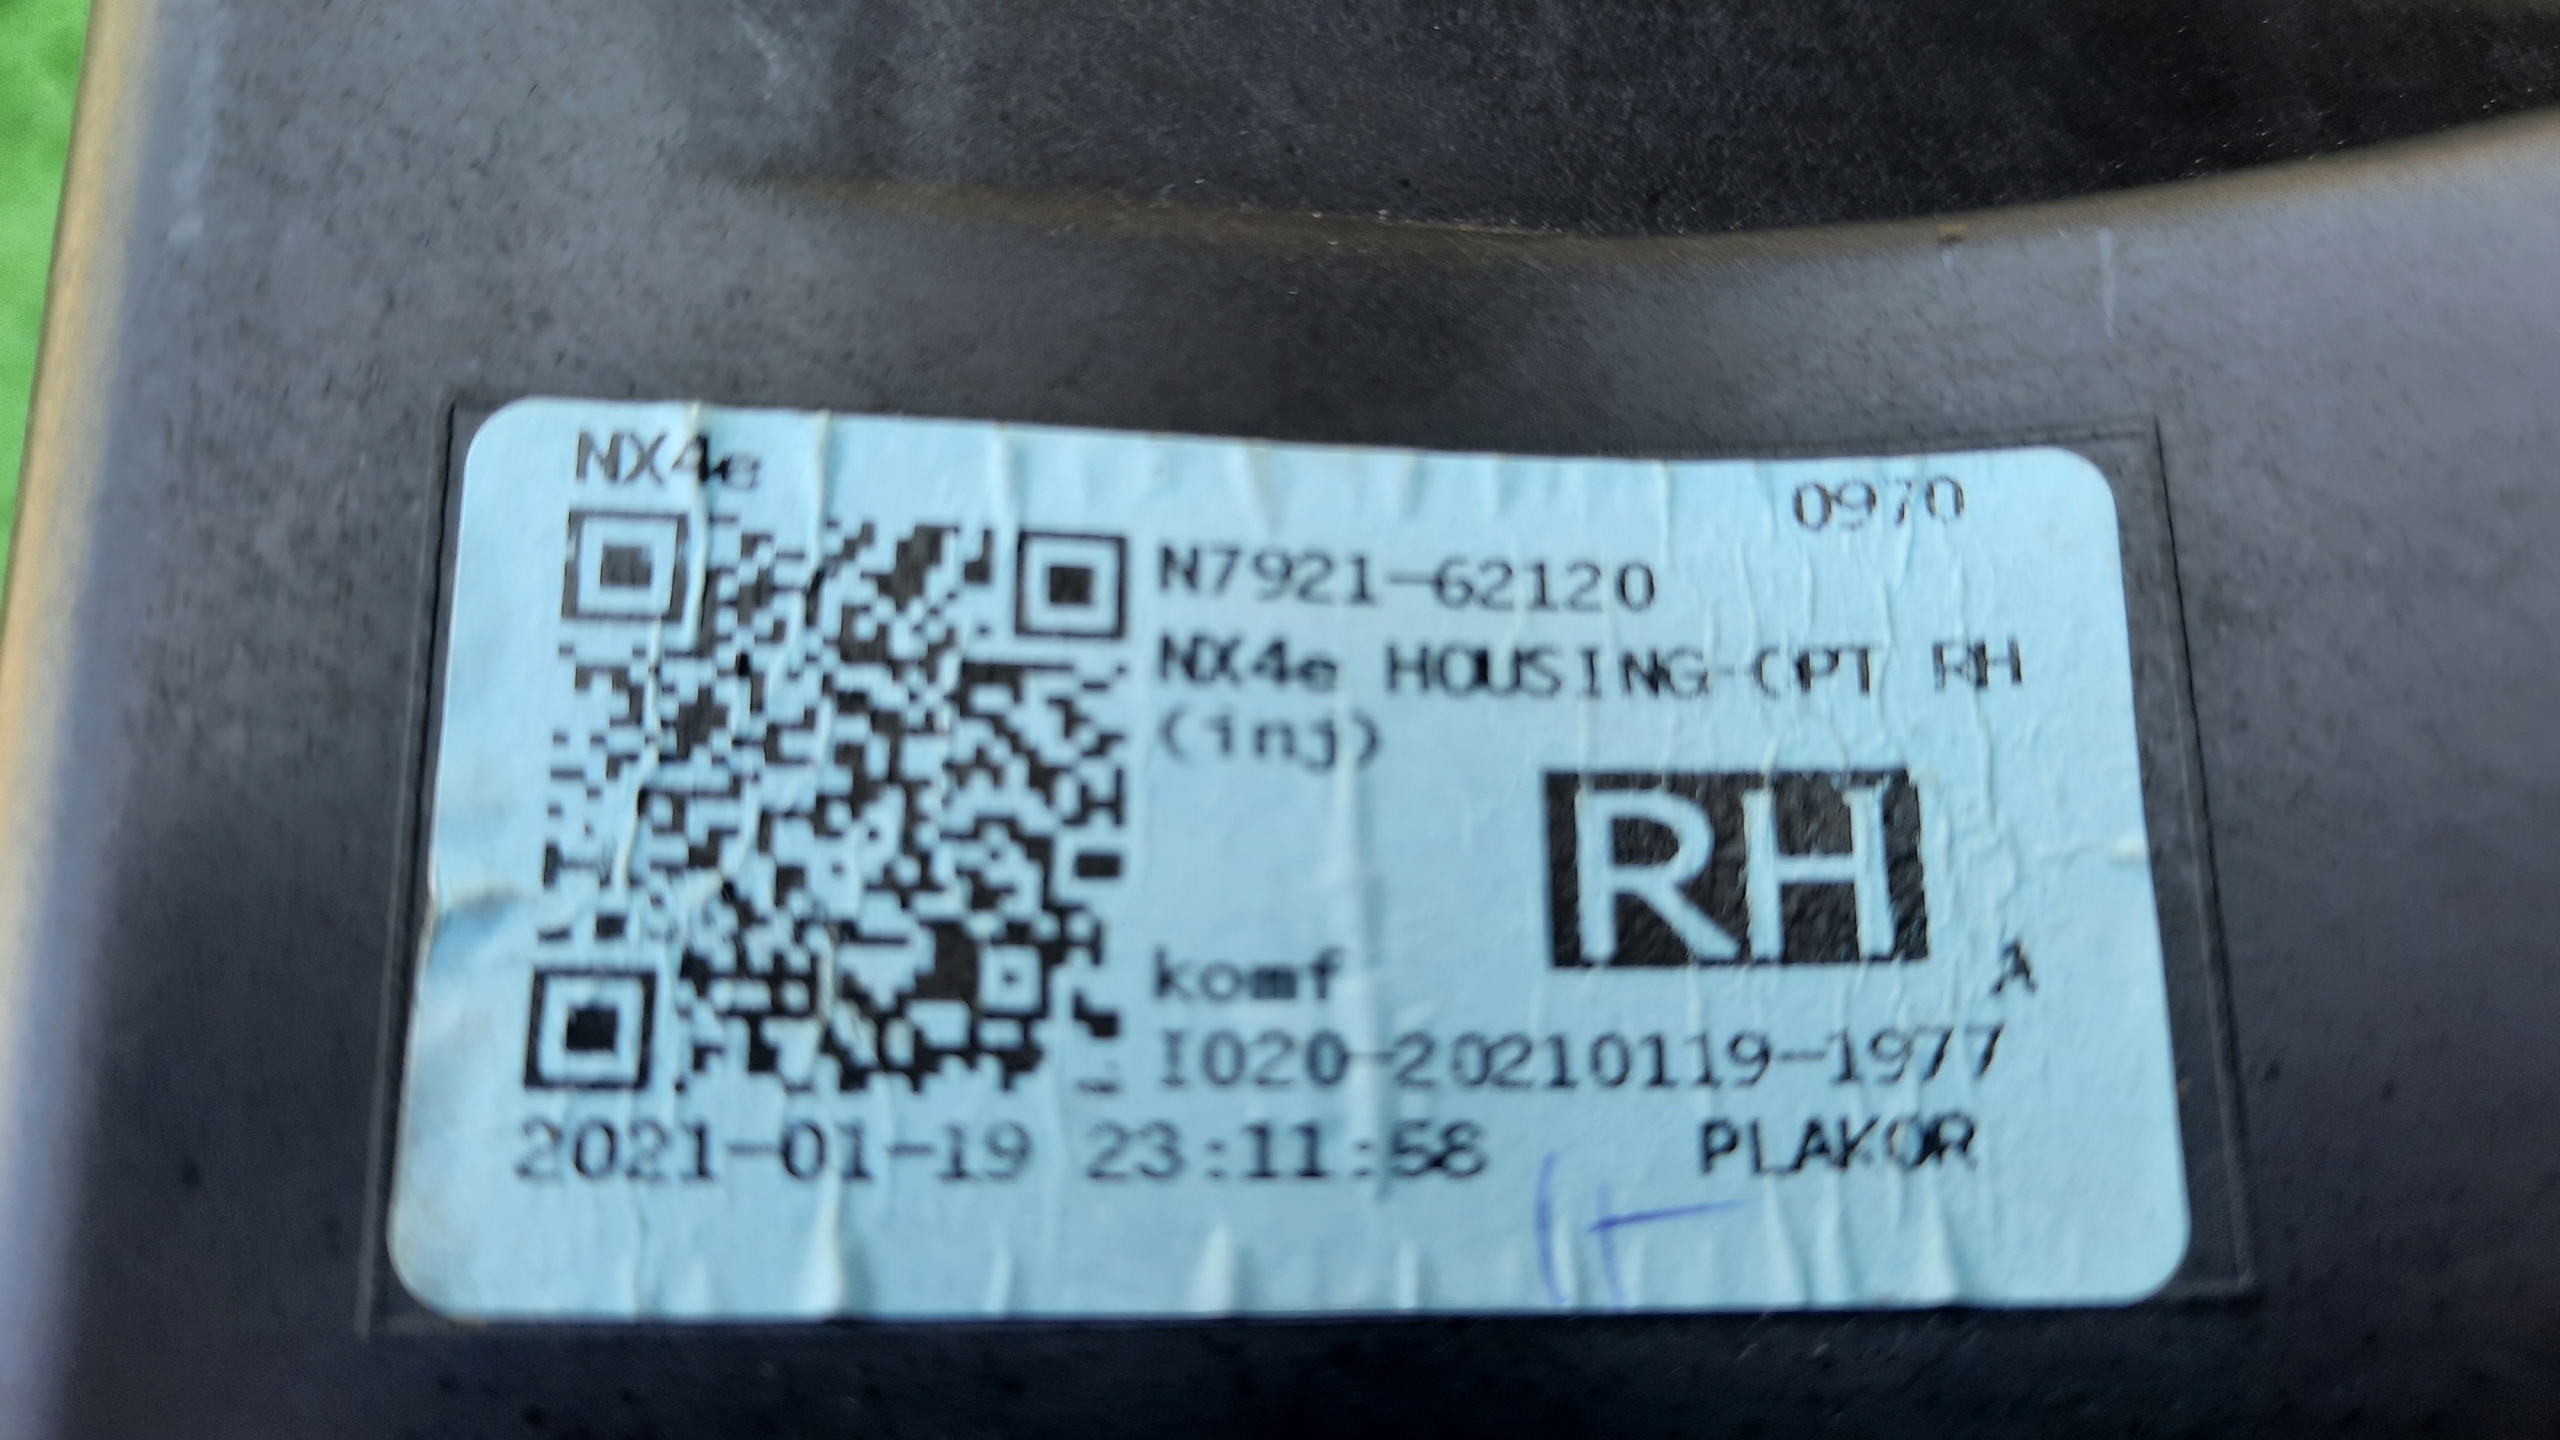 NX4e
0970
N7921-62120
NX4e HOUSING-OPT RH
(inj)
RH
komf
A
I020-20210119-1977
2021-01-19 23:11:58
PLAKOR